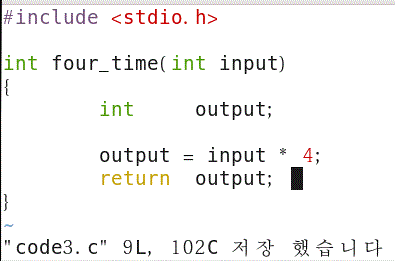 #include <stdio.h>
int four_time(int input)
{
int output;
output = input * 4;
return output;
}
~
"code3.c" 9L, 102C 저장 했습니다